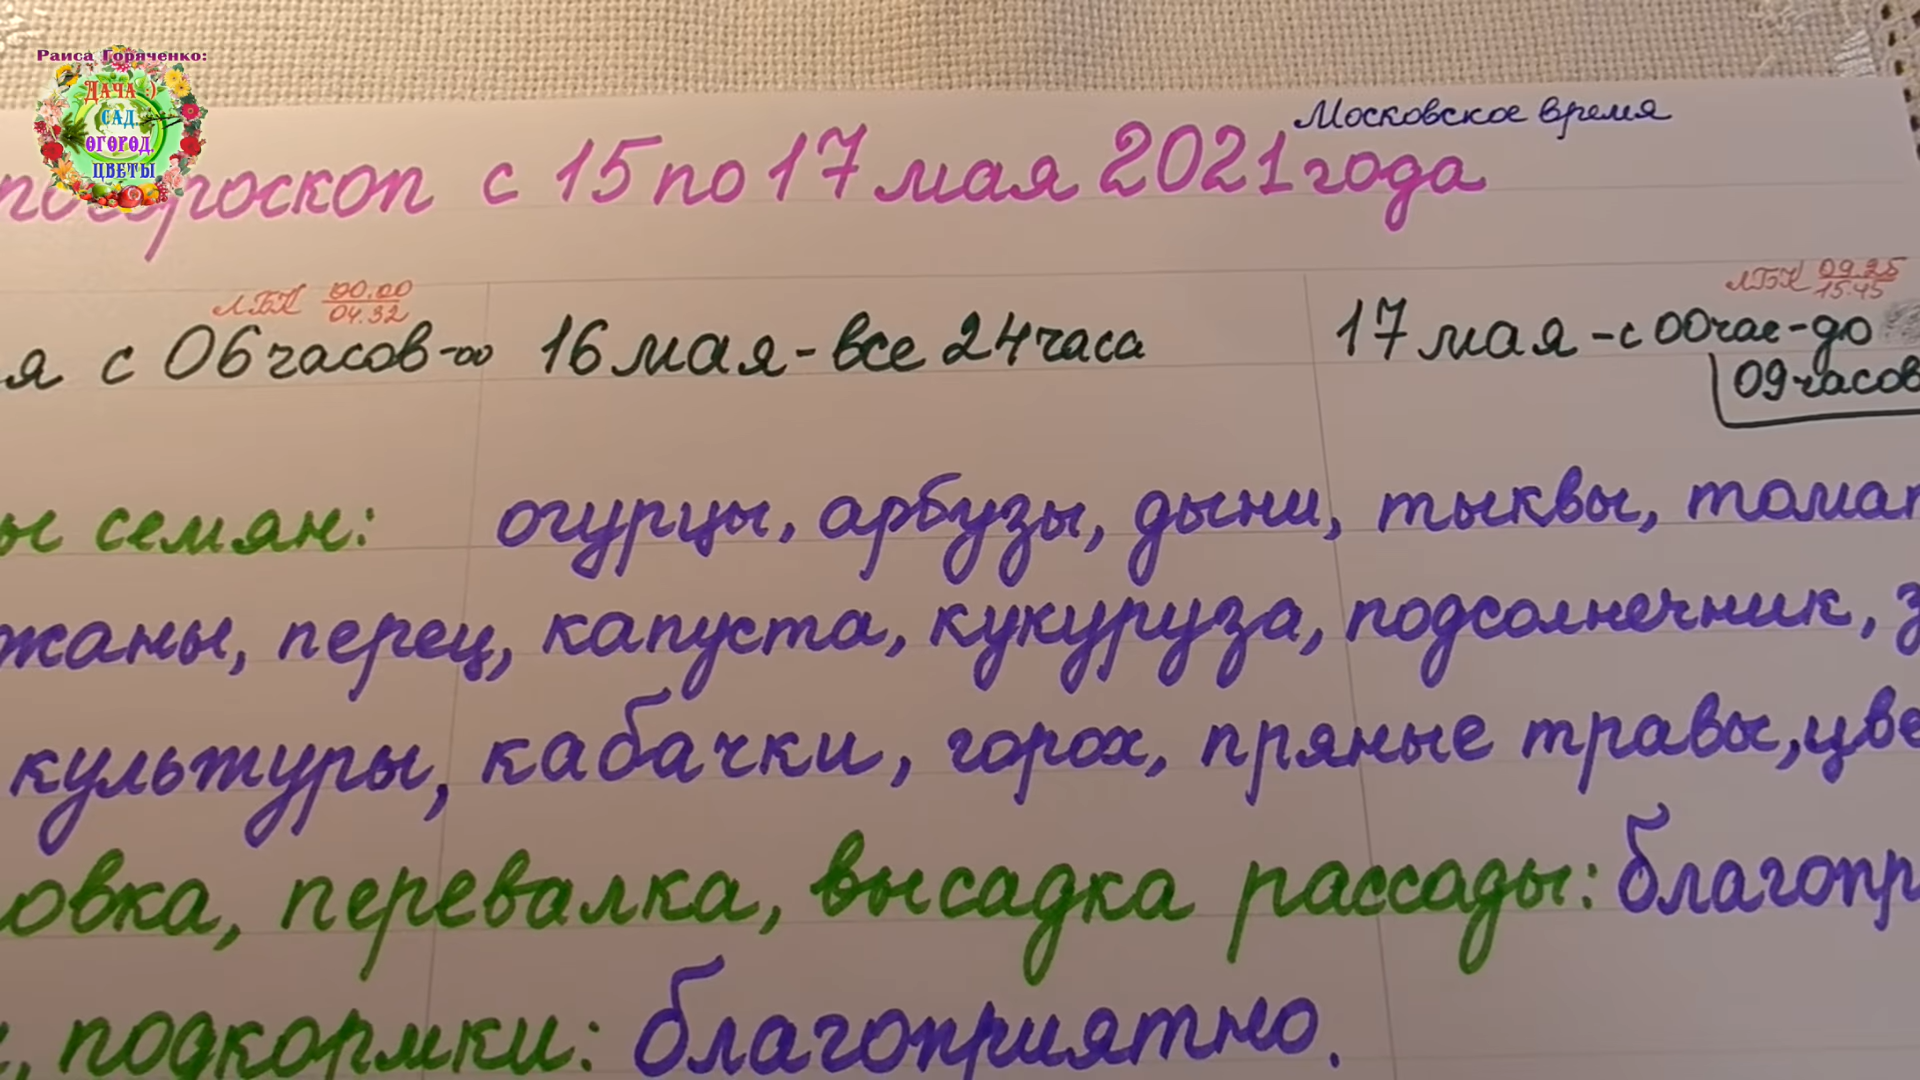 Раиса Горяченко:
ДАЧА:)
САД.
ОГОРОД.
ЦВЕТЫ
Московское время
с 15 по 17 мая 2021 года
ЛБК 00.00
04.32
ЛБК 09.25
15.45
я с 06 часов- 16 мая - все 24 часа 17 мая - с 00 час - до
09 часов
ы семян: огурцы, арбузы, дыни, тыквы, томат
жаны, перец, капуста, кукуруза, подсолнечник, з
культуры, кабачки, горох, пряные травы, цве
овка, перевалка, высадка рассады: благопр
, подкормки: благоприятно.